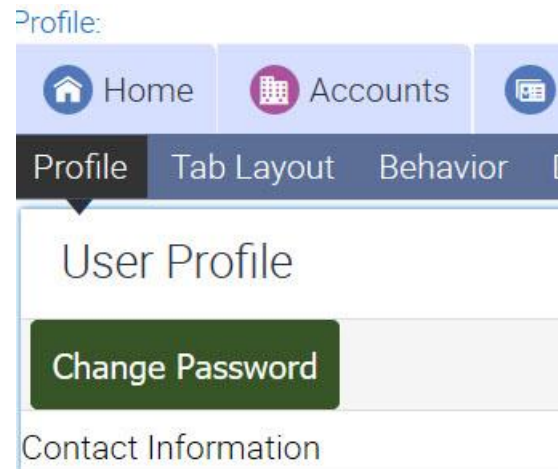 Profile:
Home Accounts
Profile Tab Layout Behavior
User Profile
Change Password
Contact Information